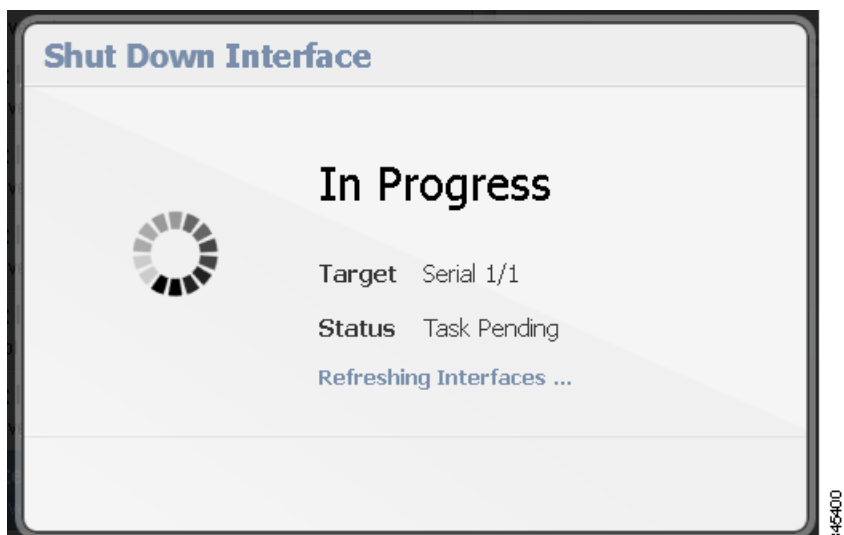 Shut Down Interface
In Progress
Target Serial 1/1
Status Task Pending
Refreshing Interfaces ...